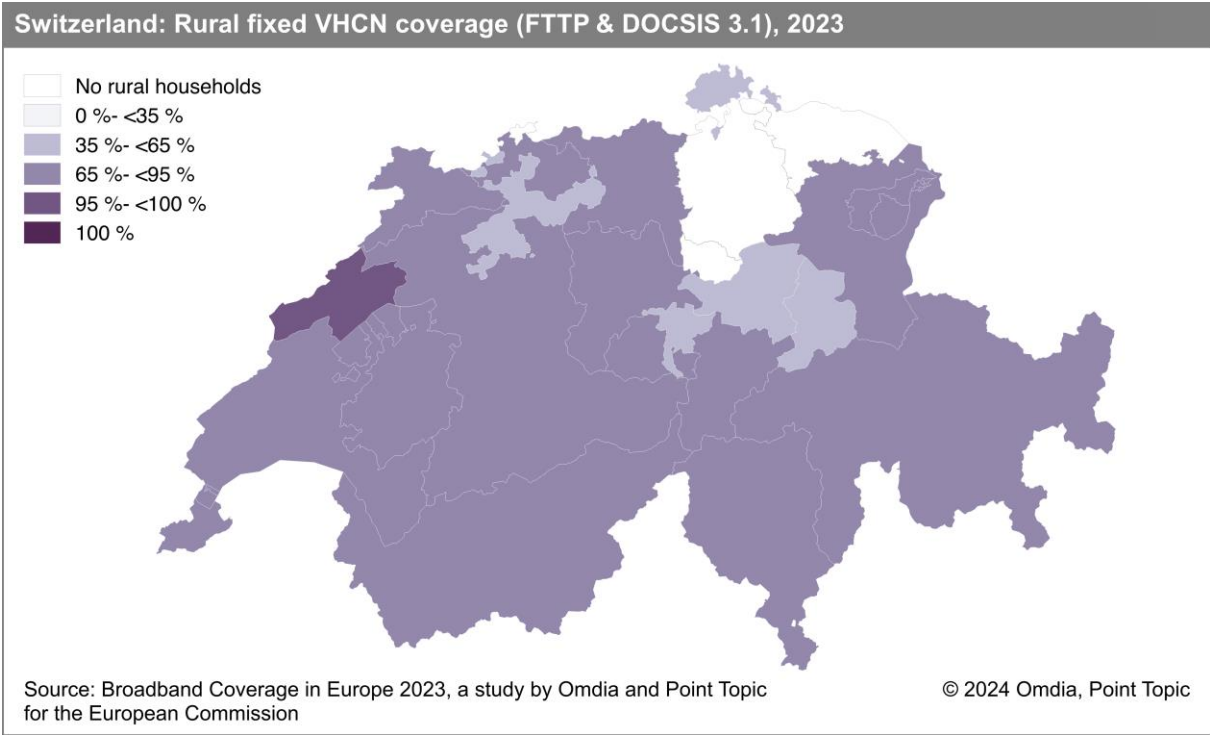 Switzerland: Rural fixed VHCN coverage (FTTP & DOCSIS 3.1), 2023
No rural households
0 %- <35 %
35 %- <65 %
65 %- <95 %
95 %- <100 %
100 %
Source: Broadband Coverage in Europe 2023, a study by Omdia and Point Topic
for the European Commission
© 2024 Omdia, Point Topic